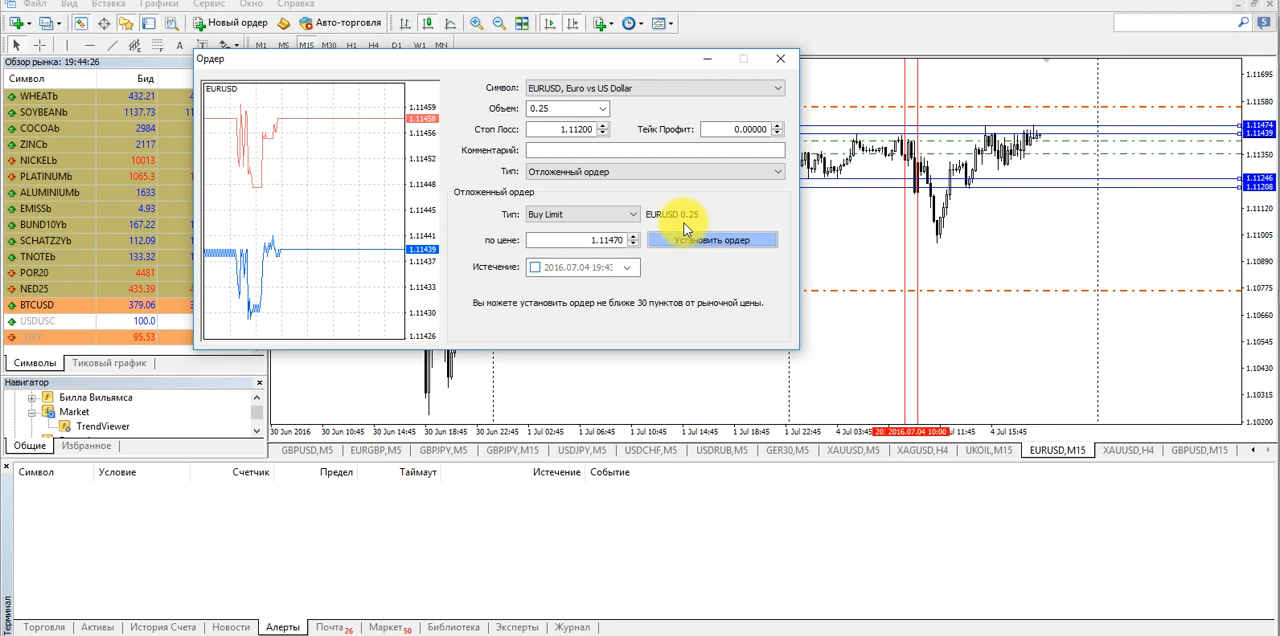 Файл Вид Вставка Графики Сервис Окно Справка
Новый ордер Авто-торговля 5
A T M1 M5 M15 M30 H1 H4 D1 W1 MN
Обзор рынка: 19:44:26
Символ Бид
WHEATb 432.21
SOYBEANb 1137.73
COCOAb 2984
ZINCb 2117
NICKELb 10013
PLATINUMb 1065.3
ALUMINIUMb 1633
EMISSb 4.93
BUND10Yb 167.22
SCHATZ2Yb 112.09
TNOTEb 133.32
POR20 4481
NED25 435.39
BTCUSD 379.06
USDUSC 100.0
_DXY 95.53
Символы Тиковый график
Навигатор
Билла Вильямса
Market
TrendViewer
Общие Избранное
Ордер
EURUSD
1.11459
1.11458
1.11456
1.11452
1.11448
1.11445
1.11441
1.11439
1.11437
1.11433
1.11430
1.11426
Символ: EURUSD, Euro vs US Dollar
Объем: 0.25
Стоп Лосс: 1.11200 Тейк Профит: 0.00000
Комментарий:
Тип: Отложенный ордер
Отложенный ордер
Тип: Buy Limit EURUSD 0.25
по цене: 1.11470 Установить ордер
Истечение: 2016.07.04 19:43
Вы можете установить ордер не ближе 30 пунктов от рыночной цены.
1.11695
1.11580
1.11474
1.11439
1.11350
1.11246
1.11208
1.11005
1.10890
1.10775
1.10660
1.10545
1.10430
1.10315
1.10200
30 Jun 2016 30 Jun 10:45 30 Jun 14:45 30 Jun 18:45 30 Jun 22:45 1 Jul 02:45 1 Jul 06:45 1 Jul 10:45 1 Jul 14:45 1 Jul 18:45 1 Jul 22:45 4 Jul 03:45 2016.07.04 10:00 Jul 11:45 4 Jul 15:45
GBPUSD,M5 EURGBP,M5 GBPJPY,M5 GBPJPY,M15 USDJPY,M5 USDCHF,M5 USDRUB,M5 GER30,M5 XAUUSD,M5 XAGUSD,H4 UKOIL,M15 EURUSD,M15 XAUUSD,H4 GBPUSD,M15
Символ Условие Счетчик Предел Таймаут Истечение Событие
Терминал
Торговля Активы История Счета Новости Алерты Почта 26 Маркет 50 Библиотека Эксперты Журнал